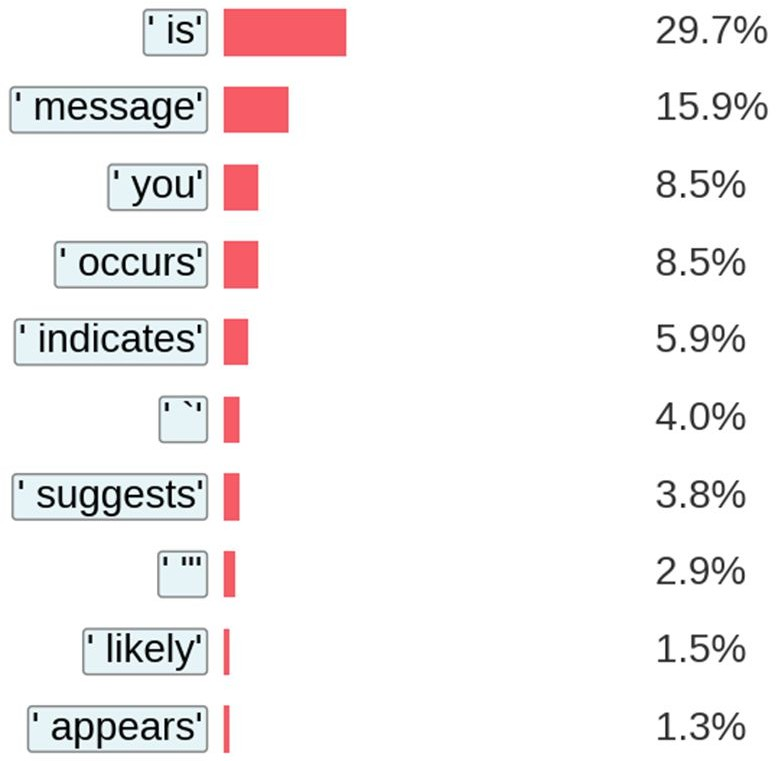 ' is' 29.7%
' message' 15.9%
' you' 8.5%
' occurs' 8.5%
' indicates' 5.9%
' `' 4.0%
' suggests' 3.8%
' "' 2.9%
' likely' 1.5%
' appears' 1.3%